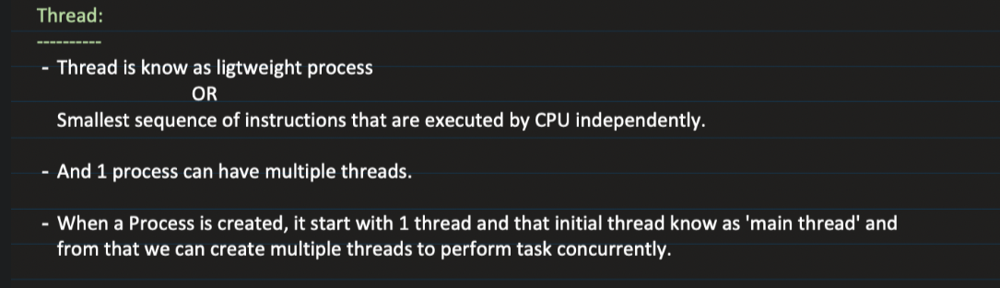 Thread:
----------
- Thread is know as ligtweight process
OR
Smallest sequence of instructions that are executed by CPU independently.
- And 1 process can have multiple threads.
- When a Process is created, it start with 1 thread and that initial thread know as 'main thread' and
from that we can create multiple threads to perform task concurrently.